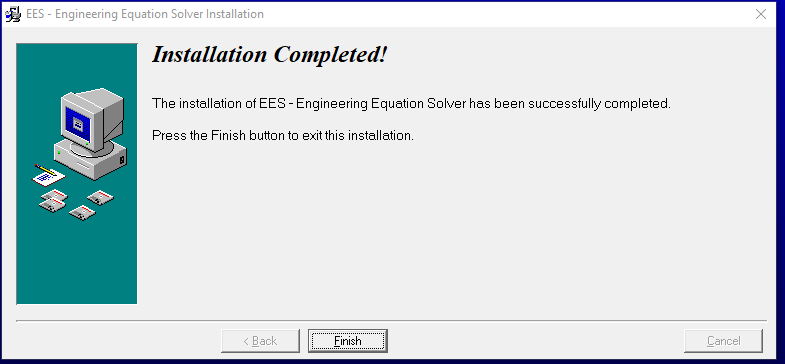 EES - Engineering Equation Solver Installation
Installation Completed!
The installation of EES - Engineering Equation Solver has been successfully completed.
Press the Finish button to exit this installation.
< Back
Finish
Cancel